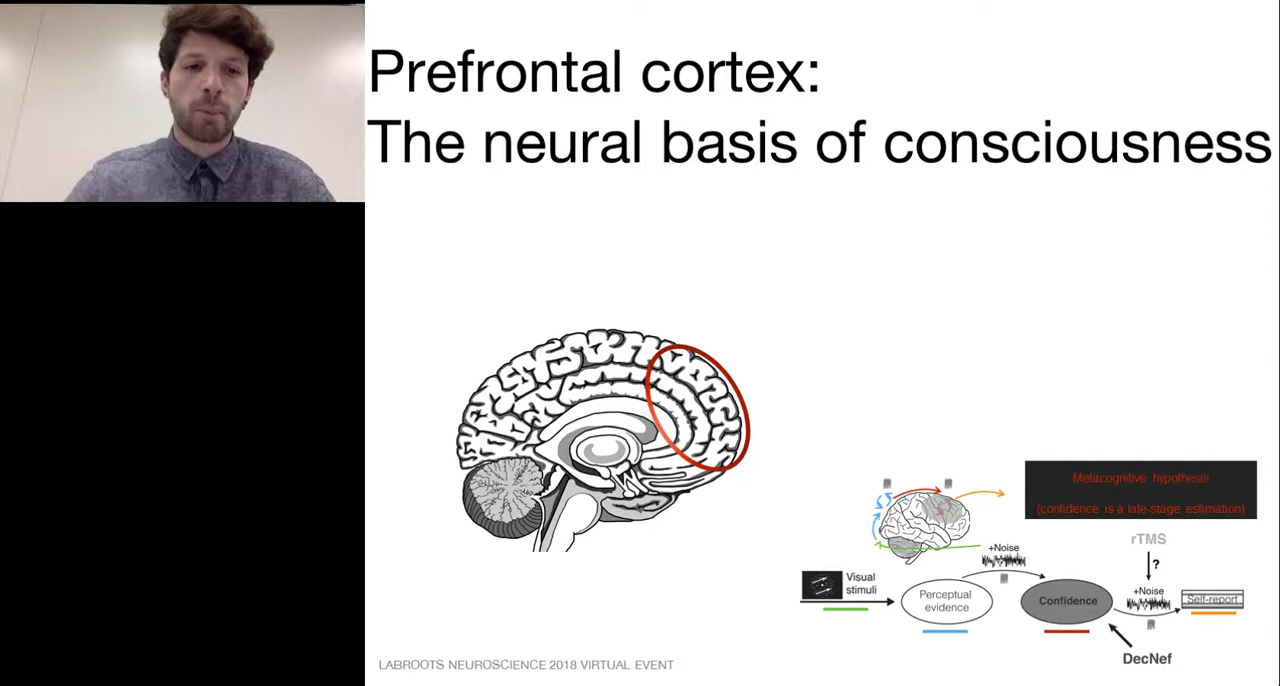 Prefrontal cortex:
The neural basis of consciousness
Metacognitive hypothesis
(confidence is a late-stage estimation)
rTMS
?
+Noise
Visual
stimuli
Perceptual
evidence
Confidence
+Noise
Self-report
DecNef
LABROOTS NEUROSCIENCE 2018 VIRTUAL EVENT